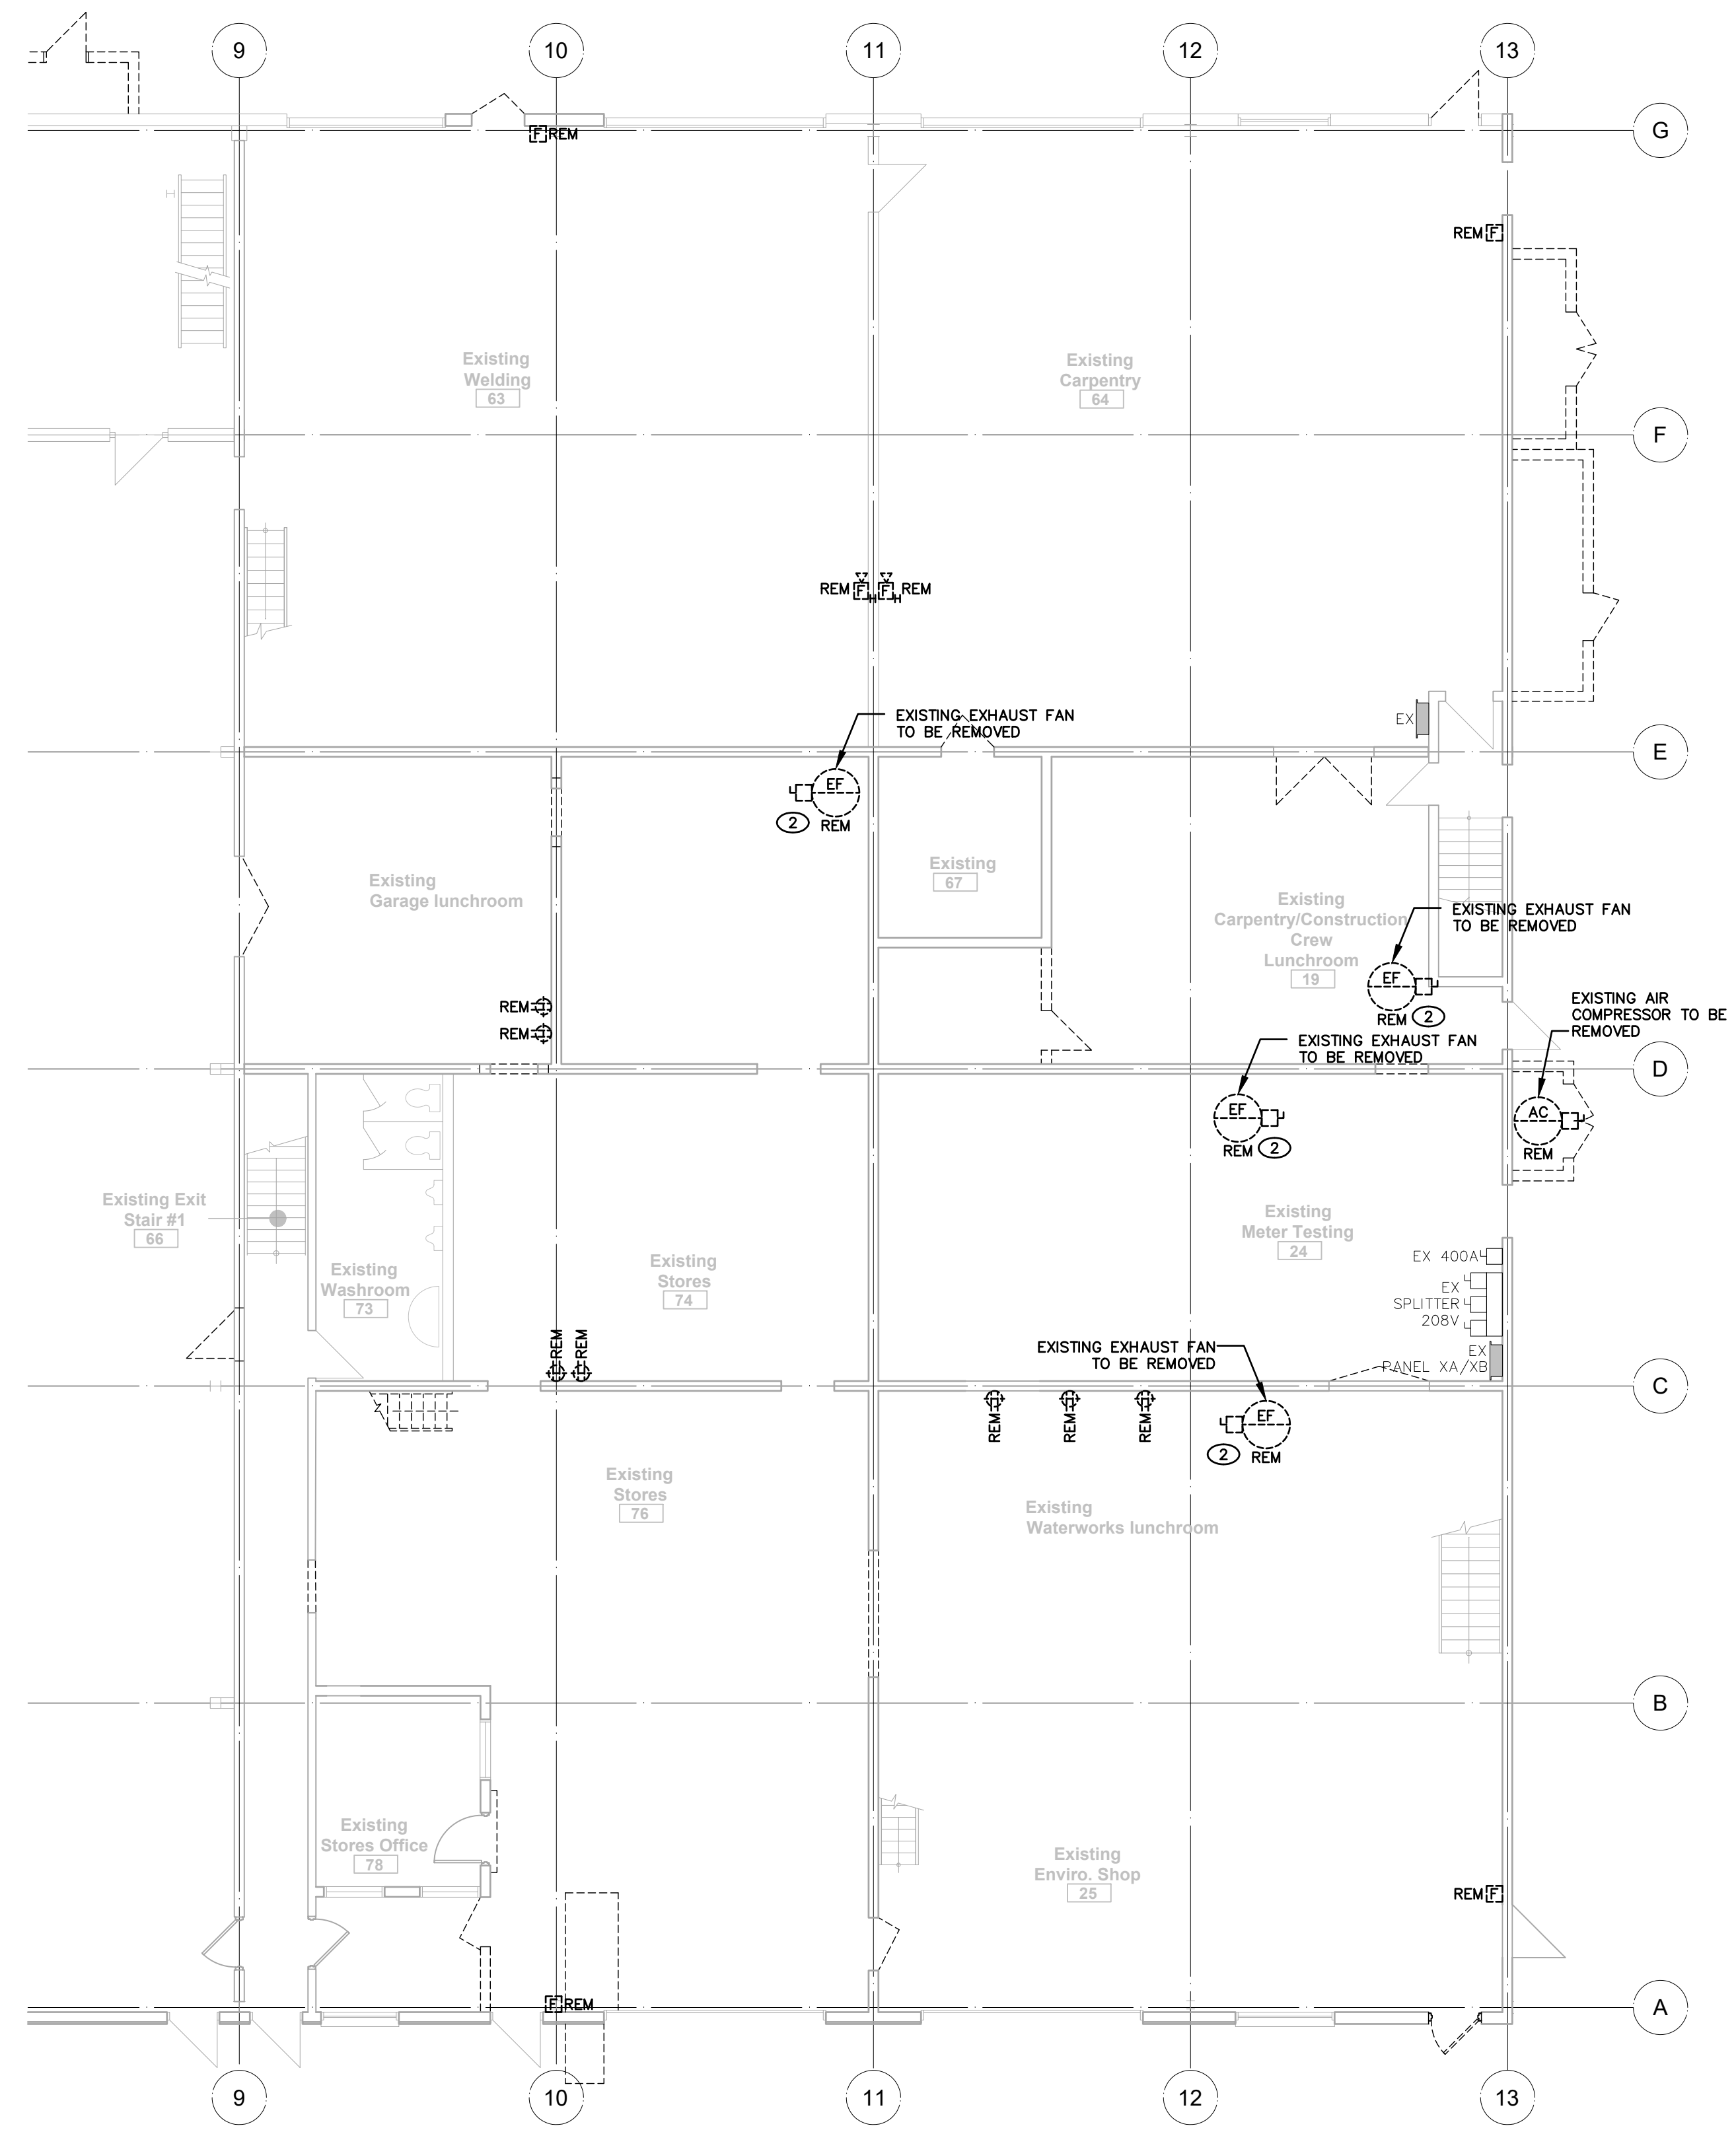 9
10
11
12
13
G
F REM
REM F
Existing
Welding
63
Existing
Carpentry
64
F
REM F H
F H REM
EXISTING EXHAUST FAN
TO BE REMOVED
EX
E
EF
2
REM
Existing
Garage lunchroom
Existing
67
Existing
Carpentry/Construction
Crew
Lunchroom
19
EXISTING EXHAUST FAN
TO BE REMOVED
EF
REM
2
REM
REM
EXISTING AIR
COMPRESSOR TO BE
REMOVED
EXISTING EXHAUST FAN
TO BE REMOVED
D
EF
REM
2
AC
REM
Existing Exit
Stair #1
66
Existing
Washroom
73
Existing
Stores
74
Existing
Meter Testing
24
EX 400A
EX
SPLITTER
208V
EX
PANEL XA/XB
REM
REM
EXISTING EXHAUST FAN
TO BE REMOVED
C
REM
REM
REM
EF
2
REM
Existing
Stores
76
Existing
Waterworks lunchroom
B
Existing
Stores Office
78
Existing
Enviro. Shop
25
REM F
F REM
A
9
10
11
12
13